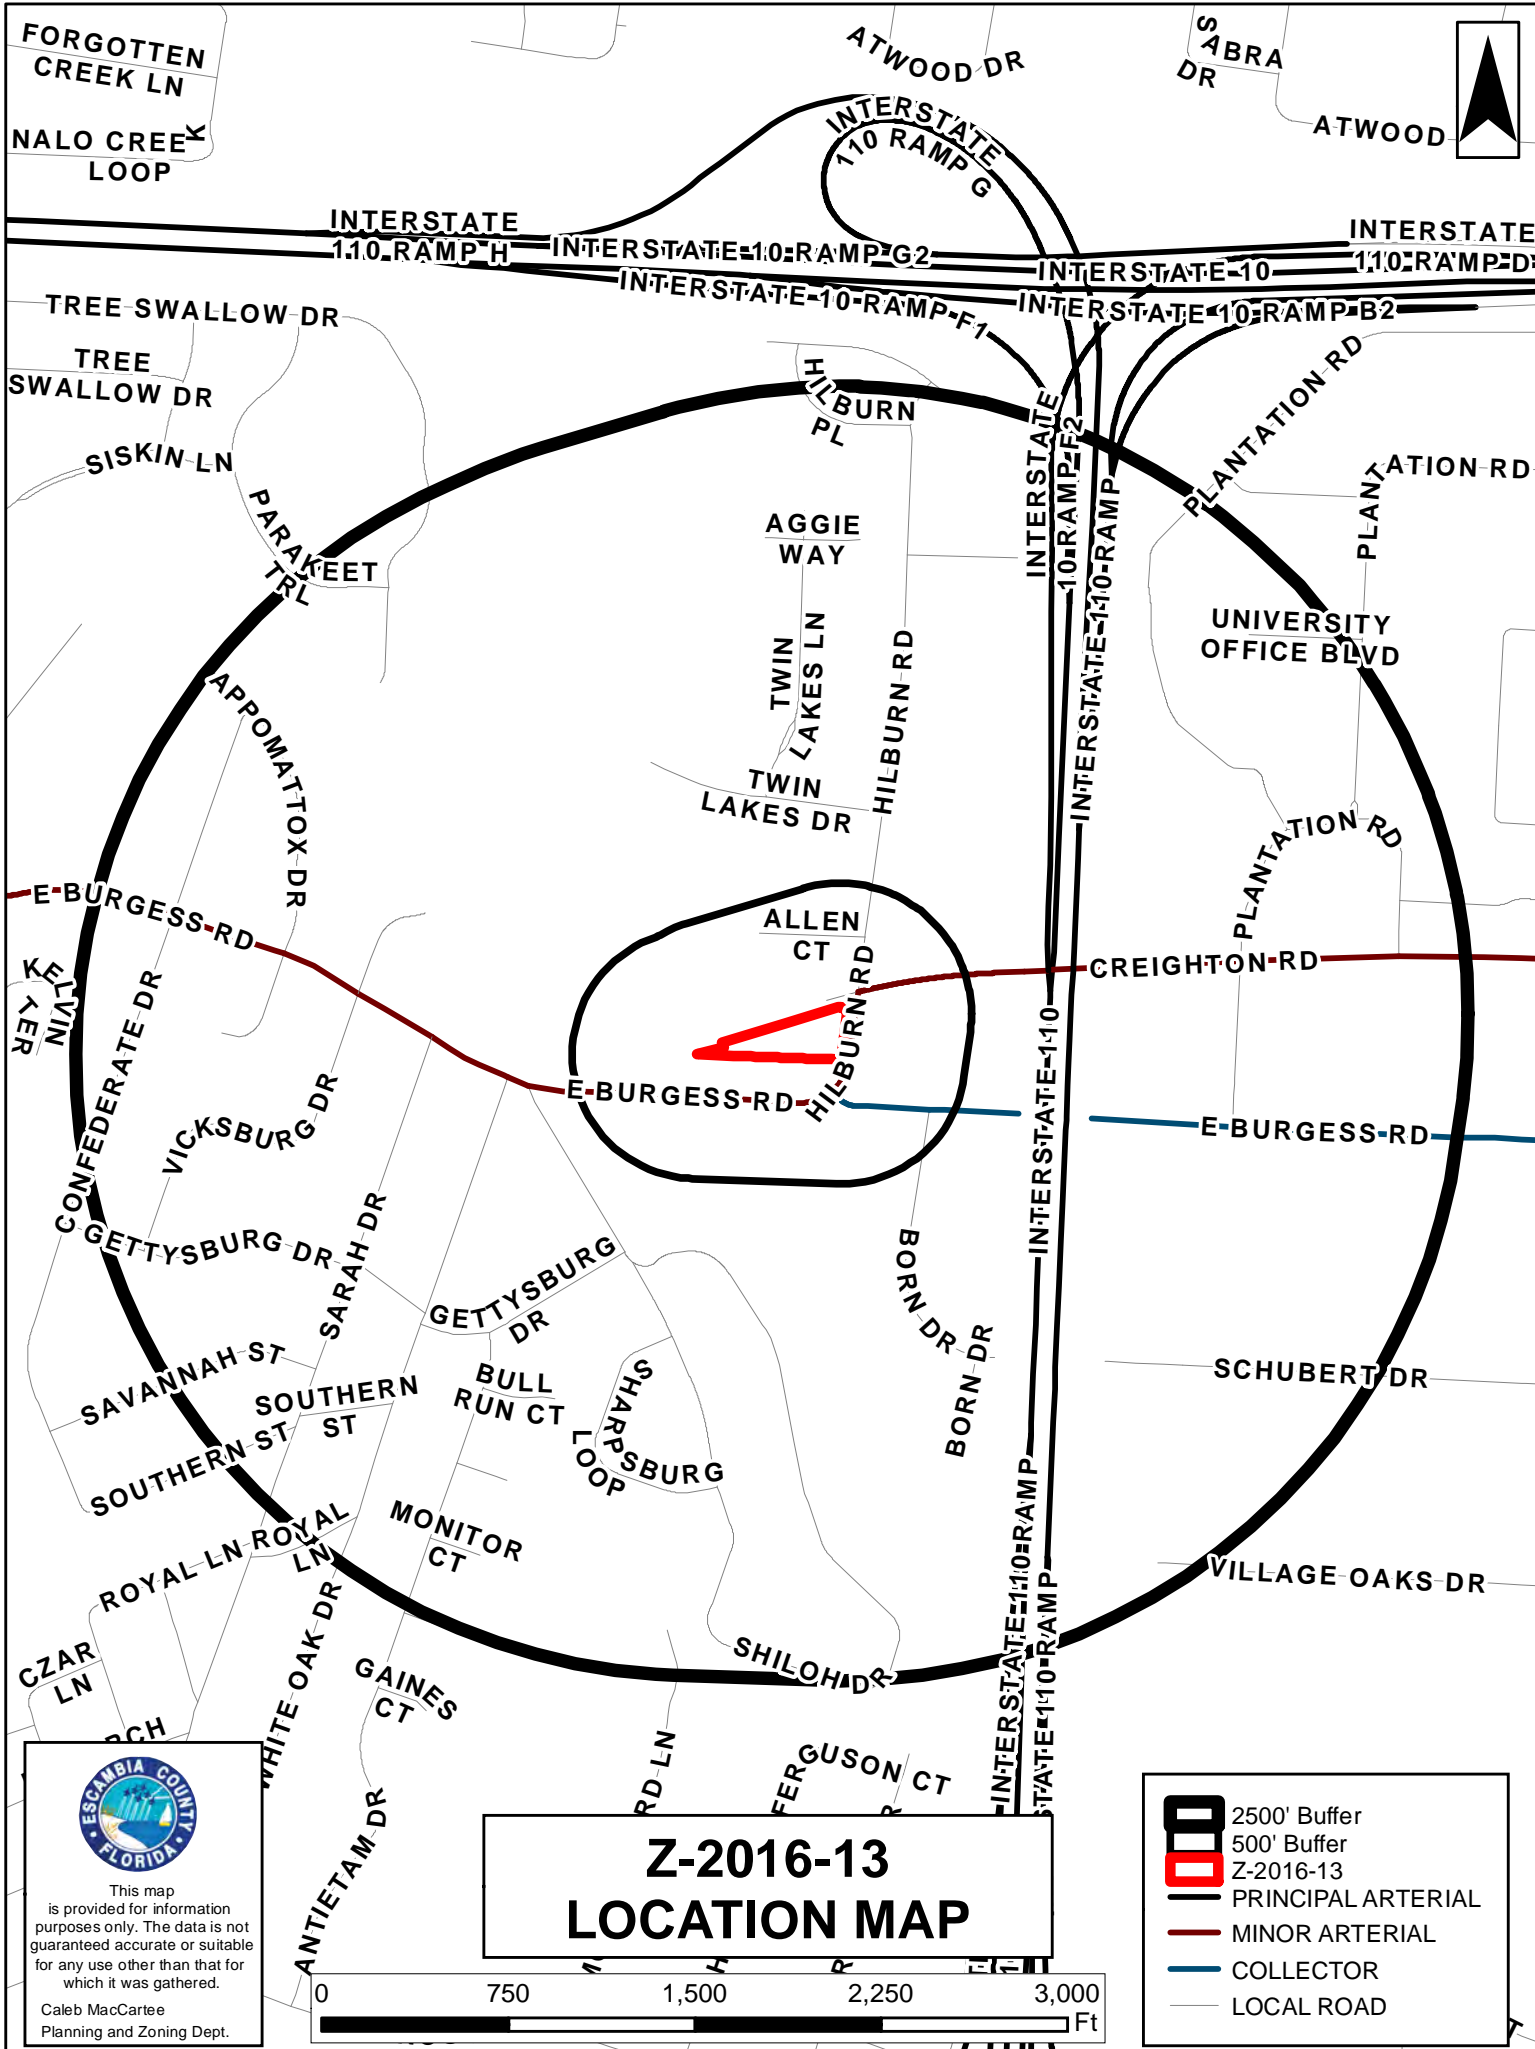 FORGOTTEN
CREEK LN
NALO CREEK
LOOP
ATWOOD DR
SABRA
DR
ATWOOD
INTERSTATE
110 RAMP G
INTERSTATE
110 RAMP H
INTERSTATE 10 RAMP G2
INTERSTATE 10
INTERSTATE
110 RAMP D
INTERSTATE 10 RAMP F1
INTERSTATE 10 RAMP B2
TREE SWALLOW DR
TREE
SWALLOW DR
SISKIN LN
PARAKEET
TRL
HILBURN
PL
INTERSTATE
10 RAMP F2
INTERSTATE 110 RAMP
PLANTATION RD
PLANTATION RD
AGGIE
WAY
TWIN
LAKES LN
HILBURN RD
UNIVERSITY
OFFICE BLVD
APPOMATTOX DR
TWIN
LAKES DR
PLANTATION RD
E BURGESS RD
ALLEN
CT
CREIGHTON RD
KELVIN
TER
CONFEDERATE DR
HILBURN RD
E BURGESS RD
INTERSTATE 110
E BURGESS RD
VICKSBURG DR
GETTYSBURG DR
SARAH DR
GETTYSBURG
DR
BORN DR
BORN DR
SAVANNAH ST
SOUTHERN
ST
SOUTHERN ST
BULL
RUN CT
SHARPSBURG
LOOP
SCHUBERT DR
MONITOR
CT
ROYAL LN
ROYAL
LN
INTERSTATE 110 RAMP
STATE 110 RAMP
VILLAGE OAKS DR
WHITE OAK DR
SHILOH DR
CZAR
LN
GAINES
CT
RCH
RD LN
FERGUSON CT
ANTIETAM DR
ESCAMBIA COUNTY
FLORIDA
This map
is provided for information
purposes only. The data is not
guaranteed accurate or suitable
for any use other than that for
which it was gathered.
Caleb MacCartee
Planning and Zoning Dept.
Z-2016-13
LOCATION MAP
0 750 1,500 2,250 3,000
Ft
2500' Buffer
500' Buffer
Z-2016-13
PRINCIPAL ARTERIAL
MINOR ARTERIAL
COLLECTOR
LOCAL ROAD